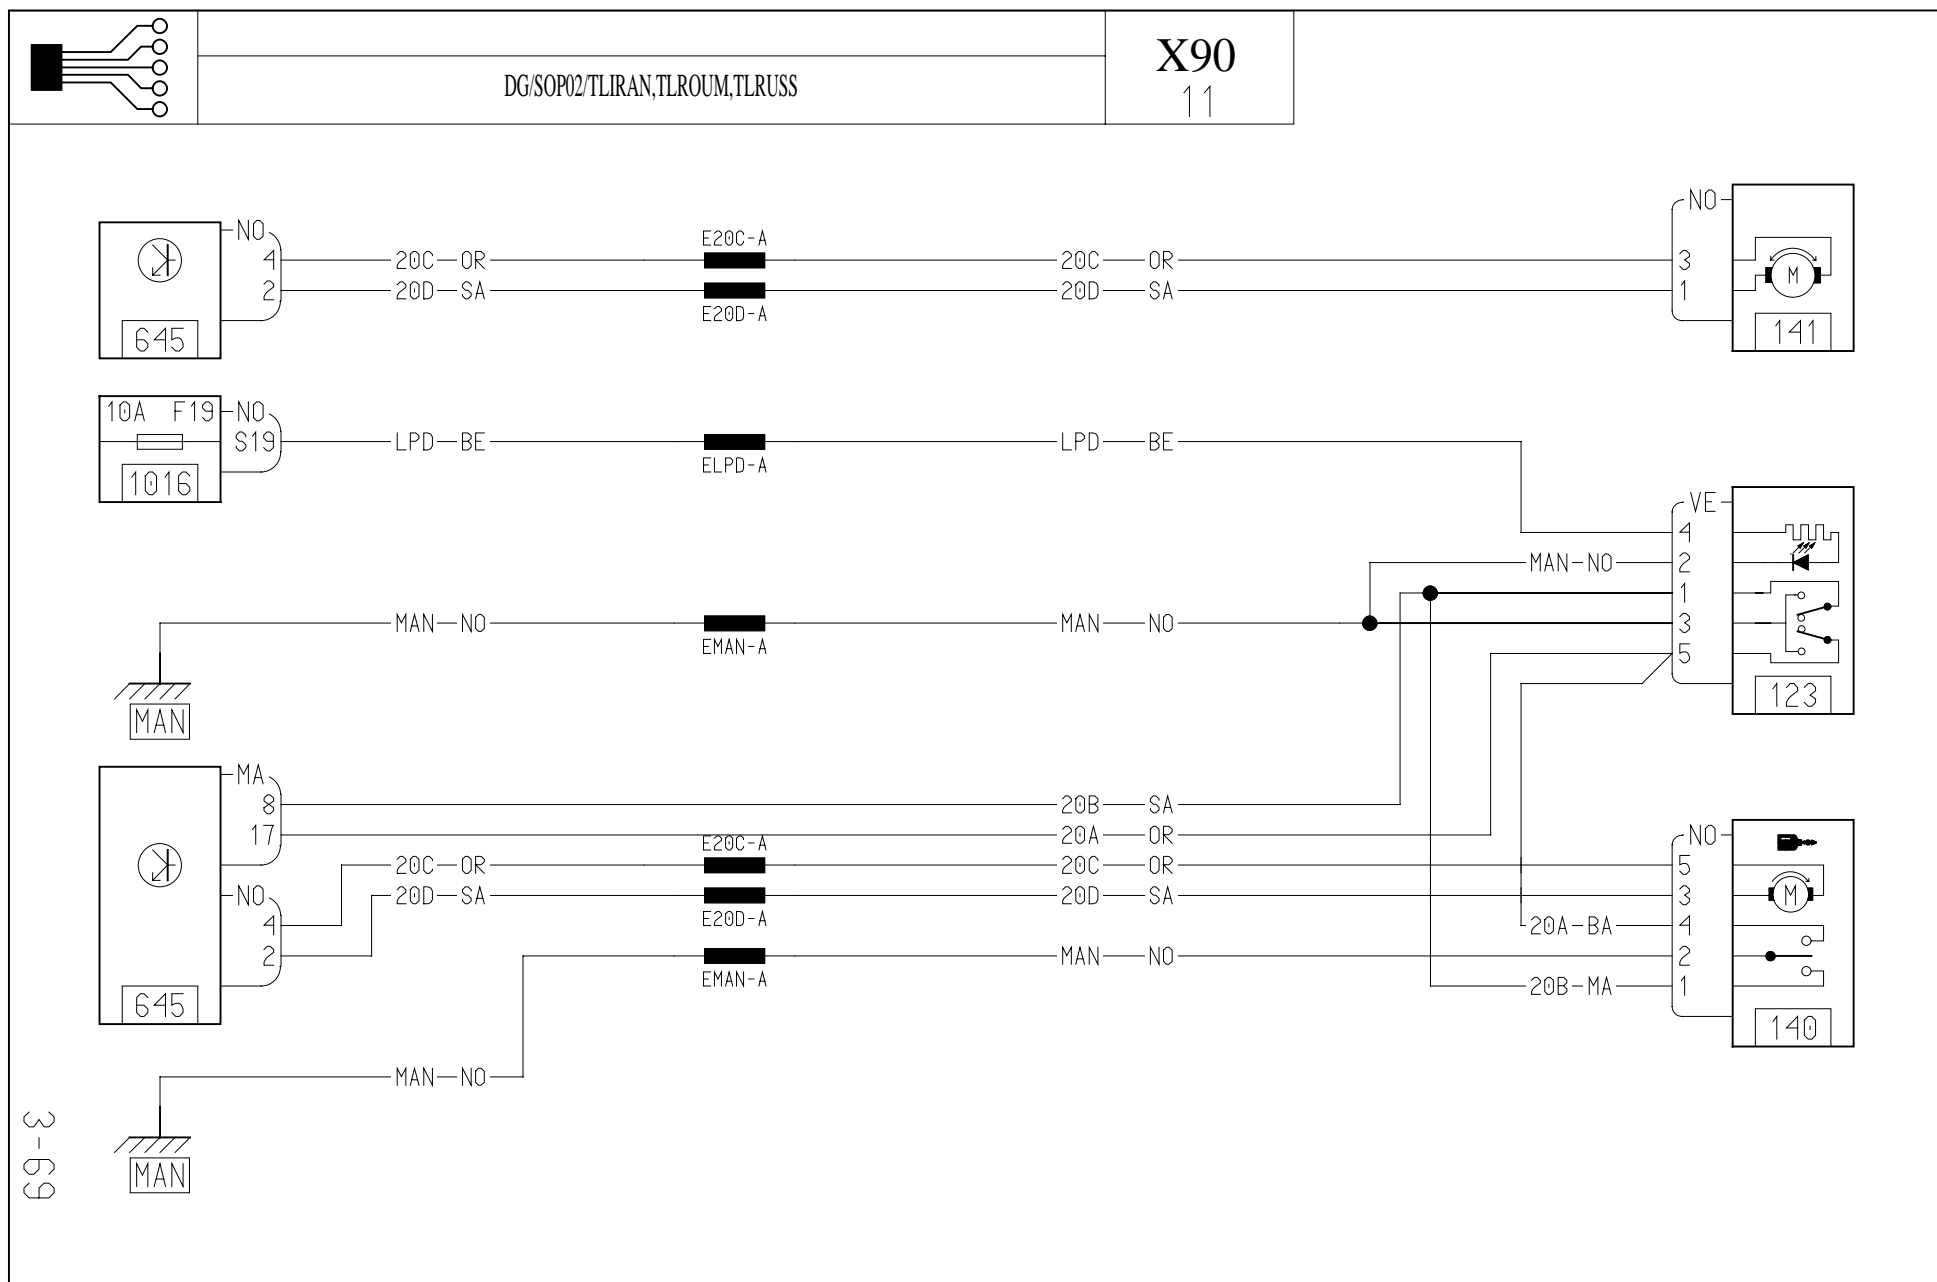 DG/SOP02/TLIRAN,TLROUM,TLRUSS
X90
11
NO
4 20C OR E20C-A 20C OR 3
2 20D SA E20D-A 20D SA 1
645
NO
M
141
10A F19 NO
S19 LPD BE ELPD-A LPD BE
1016
VE
4
MAN NO 2
1
MAN NO EMAN-A MAN NO 3
5
123
MAN
MA
8 20B SA
17 20A OR
E20C-A
20C OR 20C OR
NO
5
NO
20D SA E20D-A 20D SA 3
M
4
20A BA 4
2 EMAN-A MAN NO 2
20B MA 1
645
140
MAN NO
MAN
3-69